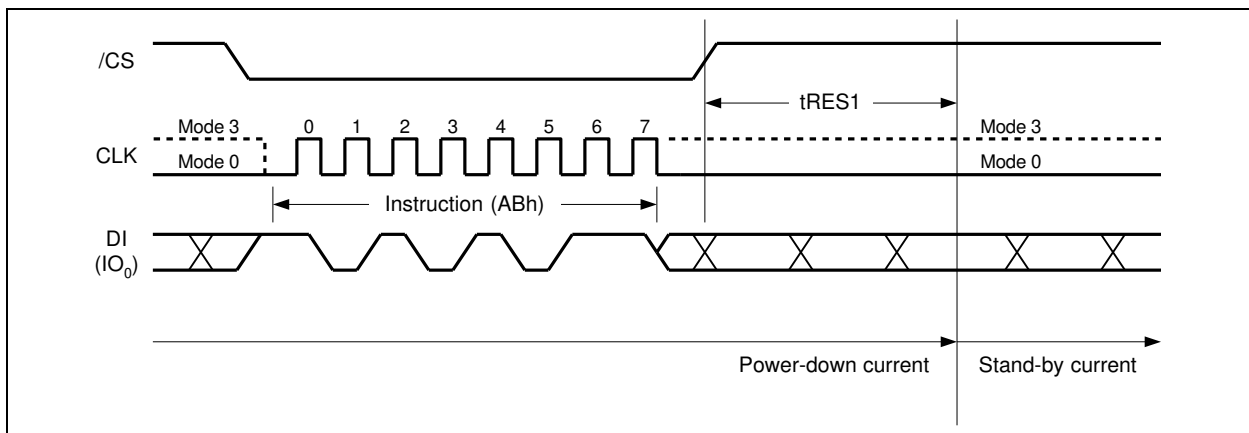 /CS
tRES1
Mode 3
0 1 2 3 4 5 6 7
Mode 3
CLK
Mode 0
Mode 0
Instruction (ABh)
DI
(IO0)
Power-down current
Stand-by current